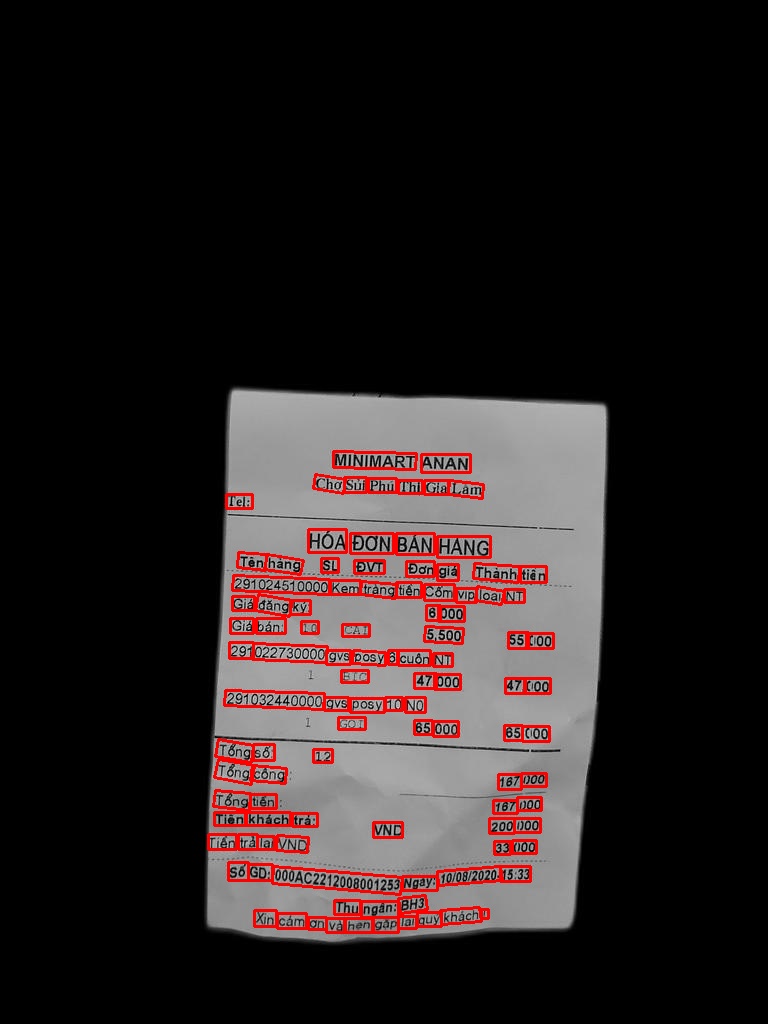 MINIMART ANAN
Chợ Sủi Phú Thị Gia Lâm
Tel:
HÓA ĐƠN BÁN HÀNG
Tên hàng SL ĐVT Đơn giá Thành tiền
291024510000 Kem tràng tiền Cốm vip loai NT
Giá đăng ký: 6,000
Giá bán: 10 CAI 5,500 55,000
291022730000 gvs posy 6 cuôn NT
1 BIC 47,000 47,000
291032440000 gvs posy 10 N0
1 GOI 65,000 65,000
Tổng số: 12
Tổng cộng : 167,000
Tổng tiền : 167,000
Tiền khách trả: VND 200,000
Tiền trả lại VND 33,000
Số GD: 000AC2212008001253 Ngày: 10/08/2020-15:33
Thu ngân: BH3
Xin cám ơn và hẹn gặp lại quý khách !